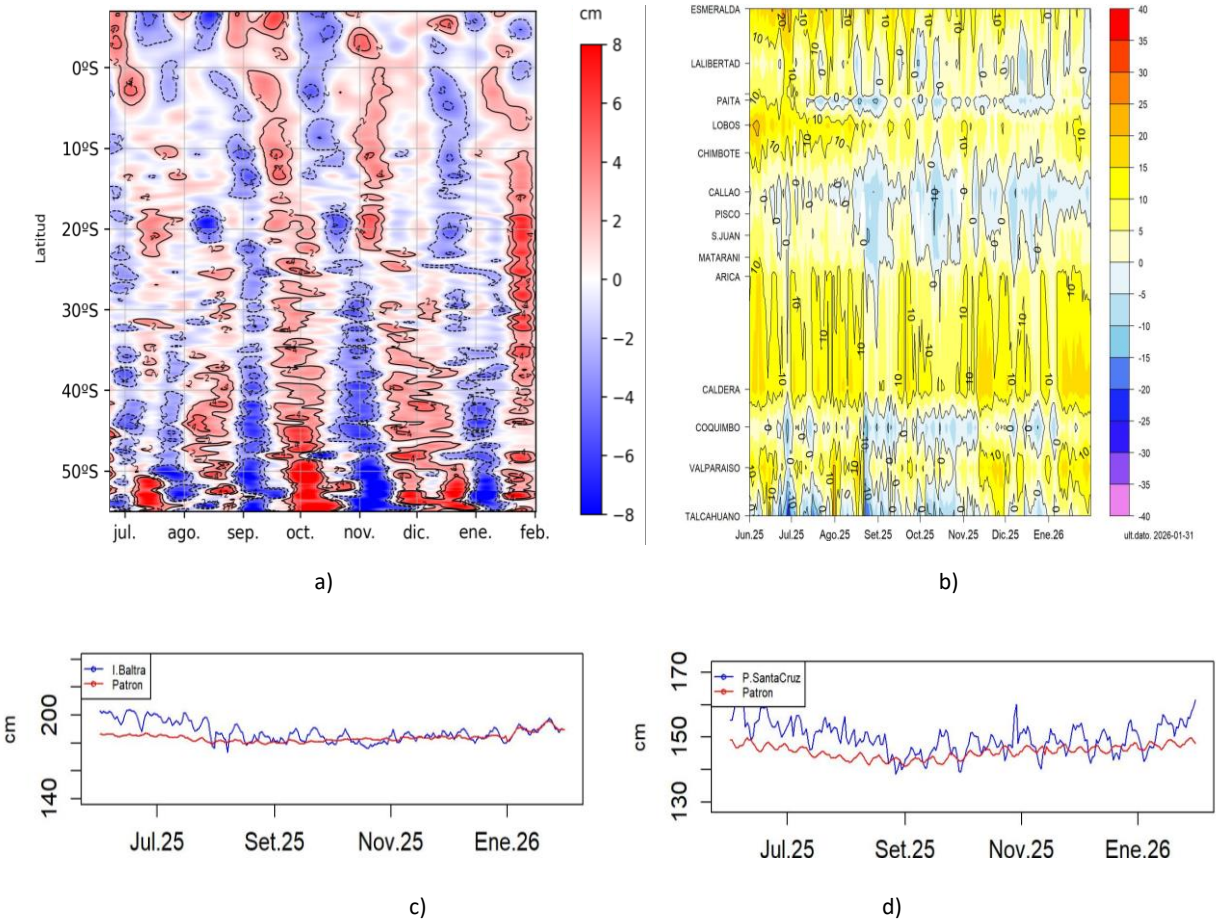 cm
8
6
4
2
0
−2
−4
−6
−8
Latitud
0ºS
10ºS
20ºS
30ºS
40ºS
50ºS
jul.
ago.
sep.
oct.
nov.
dic.
ene.
feb.
a)
ESMERALDA
LALIBERTAD
PAITA
LOBOS
CHIMBOTE
CALLAO
PISCO
S.JUAN
MATARANI
ARICA
CALDERA
COQUIMBO
VALPARAISO
TALCAHUANO
Jun.25
Jul.25
Ago.25
Set.25
Oct.25
Nov.25
Dic.25
Ene.26
ult.dato. 2026-01-31
40
35
30
25
20
15
10
5
0
-5
-10
-15
-20
-25
-30
-35
-40
b)
I.Baltra
Patron
cm
200
140
Jul.25
Set.25
Nov.25
Ene.26
c)
P.SantaCruz
Patron
cm
170
150
130
Jul.25
Set.25
Nov.25
Ene.26
d)